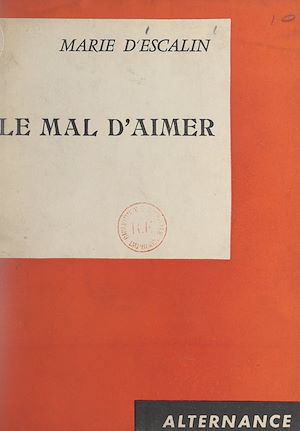 MARIE D'ESCALIN
LE MAL D'AIMER
R.F.
ALTERNANCE